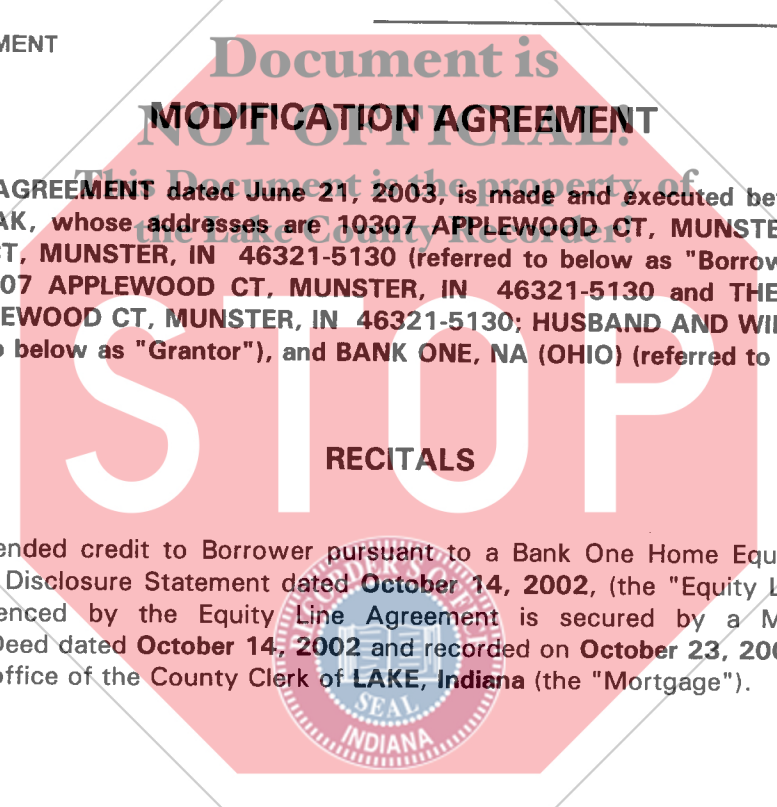 MENT
Document is
NOT OFFICIAL!
MODIFICATION AGREEMENT
This Document is the property of
the Lake County Recorder!
AGREEMENT dated June 21, 2003, is made and executed be
AK, whose addresses are 10307 APPLEWOOD CT, MUNSTE
CT, MUNSTER, IN 46321-5130 (referred to below as "Borrow
07 APPLEWOOD CT, MUNSTER, IN 46321-5130 and THE
EWOOD CT, MUNSTER, IN 46321-5130; HUSBAND AND WI
o below as "Grantor"), and BANK ONE, NA (OHIO) (referred to
STOP
RECITALS
ended credit to Borrower pursuant to a Bank One Home Equ
Disclosure Statement dated October 14, 2002, (the "Equity L
enced by the Equity Line Agreement is secured by a M
Deed dated October 14, 2002 and recorded on October 23, 200
office of the County Clerk of LAKE, Indiana (the "Mortgage").
SEAL
INDIANA